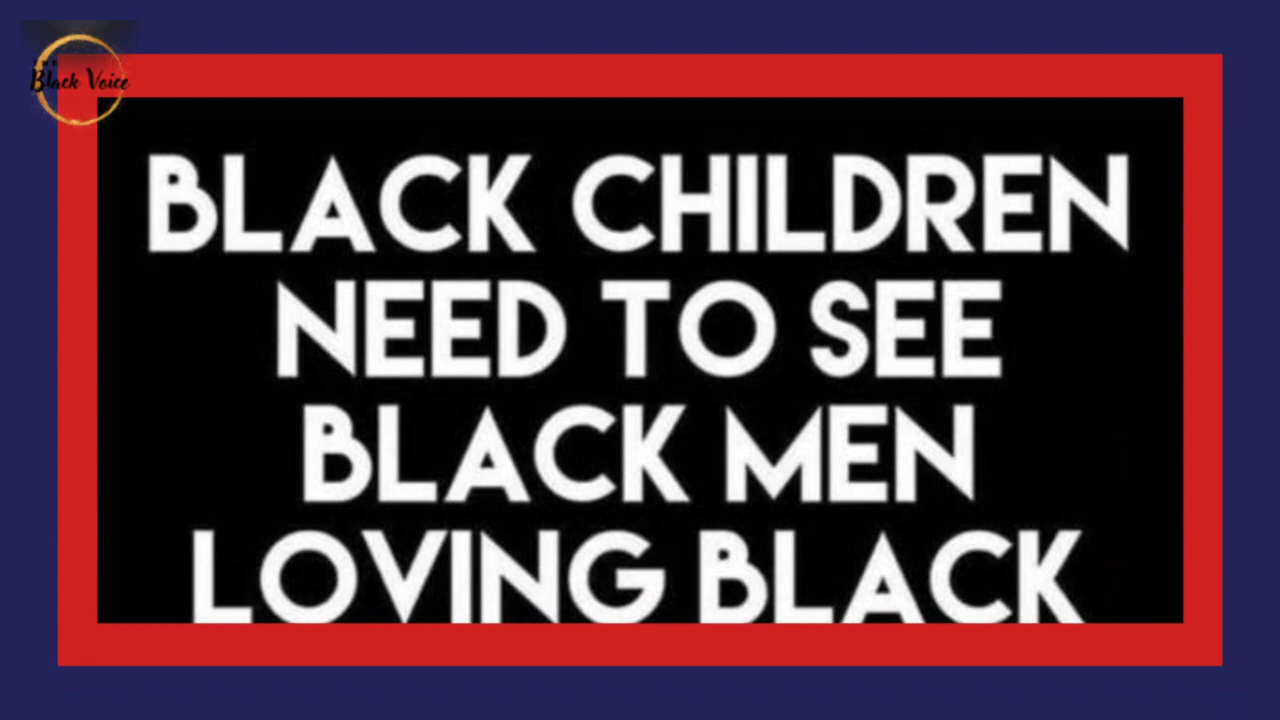 Black Voice
BLACK CHILDREN
NEED TO SEE
BLACK MEN
LOVING BLACK